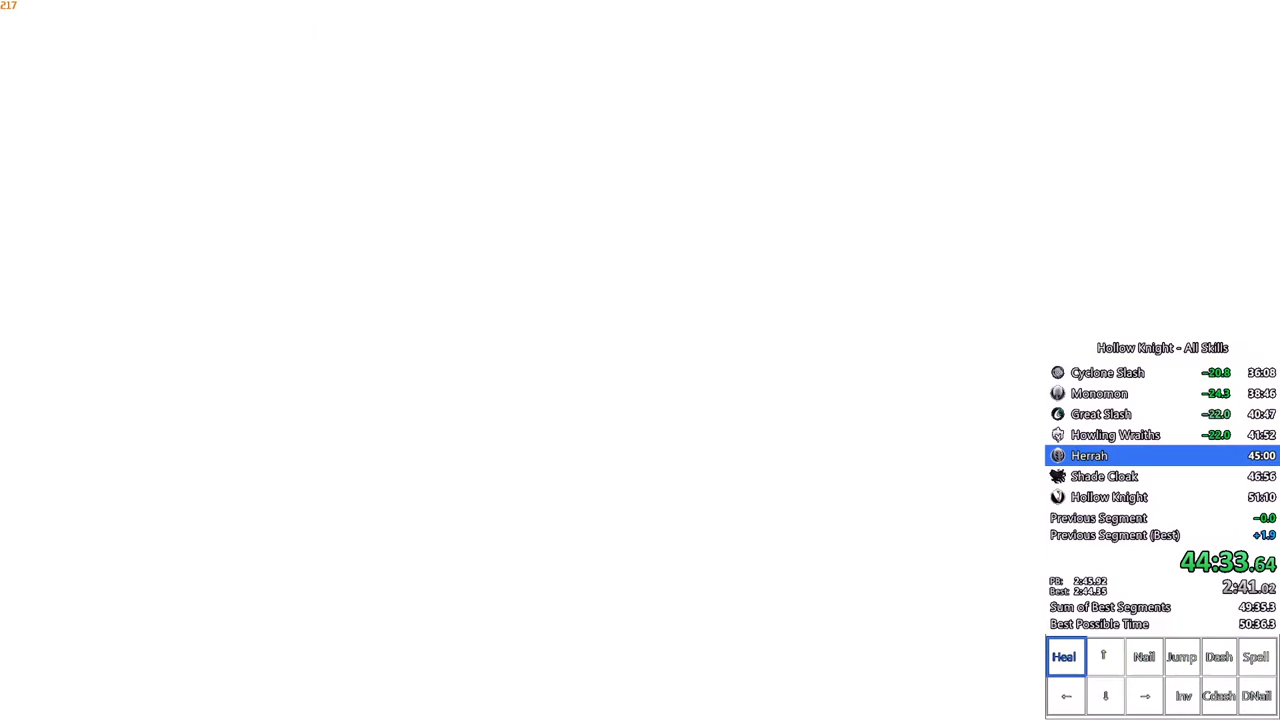 217
Hollow Knight - All Skills
Cyclone Slash −20.8 36:08
Monomon −24.3 38:46
Great Slash −22.0 40:47
Howling Wraiths −22.0 41:52
Herrah 45:00
Shade Cloak 46:56
Hollow Knight 51:10
Previous Segment −0.0
Previous Segment (Best) +1.9
44:33.64
PB: 2:45.92
Best: 2:44.35
2:41.02
Sum of Best Segments 49:35.3
Best Possible Time 50:36.3
Heal ↑ Nail Jump Dash Spell
← ↓ → Inv Cdash DNail